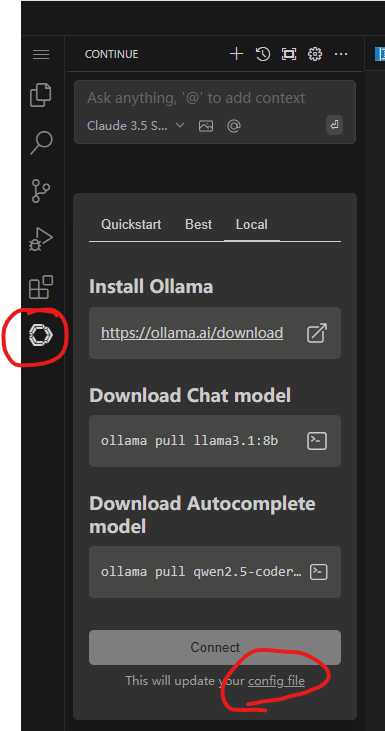 CONTINUE
Ask anything, '@' to add context
Claude 3.5 S...
Quickstart Best Local
Install Ollama
https://ollama.ai/download
Download Chat model
ollama pull llama3.1:8b
Download Autocomplete
model
ollama pull qwen2.5-coder…
Connect
This will update your config file